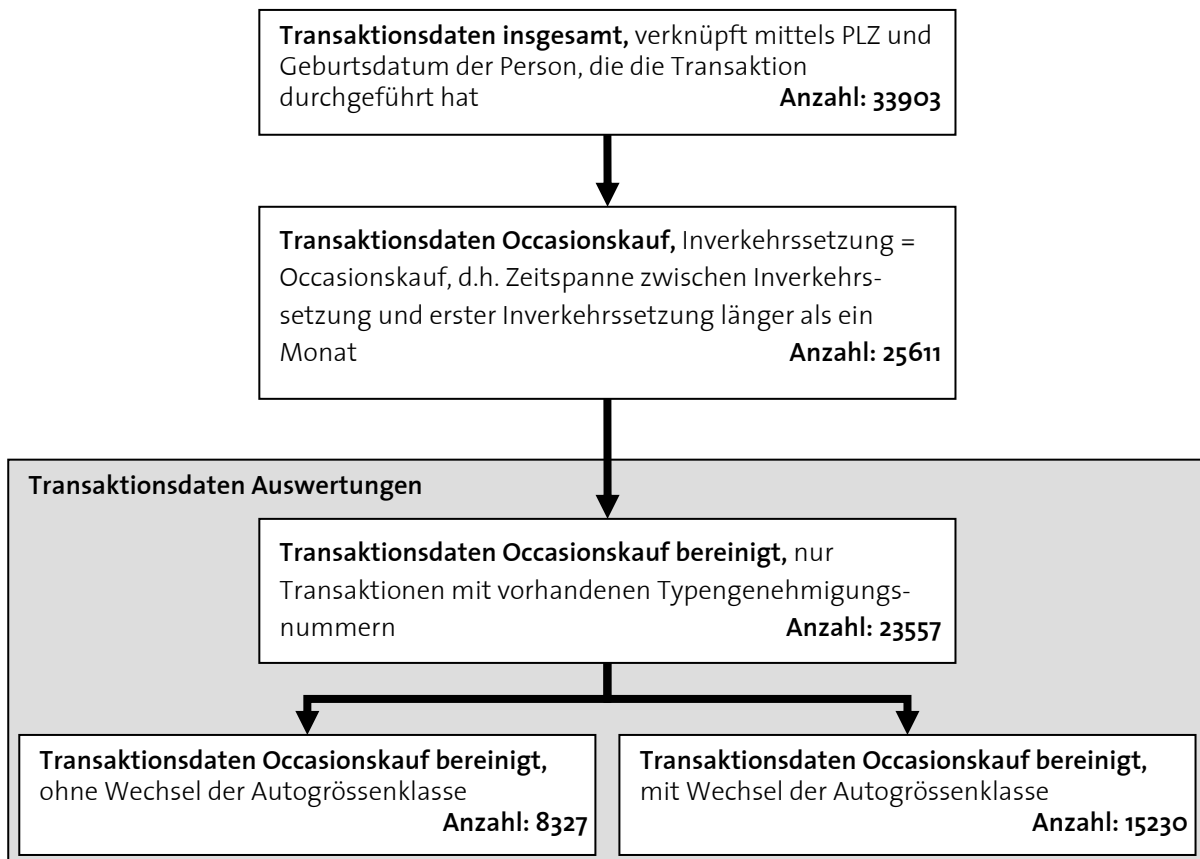 Transaktionsdaten insgesamt, verknüpft mittels PLZ und
Geburtsdatum der Person, die die Transaktion
durchgeführt hat Anzahl: 33903
Transaktionsdaten Occasionskauf, Inverkehrssetzung =
Occasionskauf, d.h. Zeitspanne zwischen Inverkehrs-
setzung und erster Inverkehrssetzung länger als ein
Monat Anzahl: 25611
Transaktionsdaten Auswertungen
Transaktionsdaten Occasionskauf bereinigt, nur
Transaktionen mit vorhandenen Typengenehmigungs-
nummern Anzahl: 23557
Transaktionsdaten Occasionskauf bereinigt,
ohne Wechsel der Autogrössenklasse
Anzahl: 8327
Transaktionsdaten Occasionskauf bereinigt,
mit Wechsel der Autogrössenklasse
Anzahl: 15230